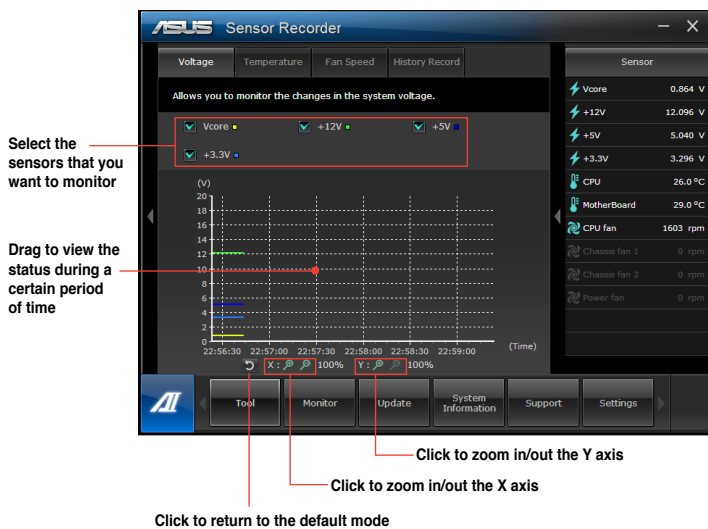 ASUS Sensor Recorder
Voltage Temperature Fan Speed History Record
Allows you to monitor the changes in the system voltage.
Vcore +12V +5V
+3.3V
Select the
sensors that you
want to monitor
Drag to view the
status during a
certain period
of time
(V)
20
18
16
14
12
10
8
6
4
2
0
22:56:30 22:57:00 22:57:30 22:58:00 22:58:30 22:59:00
(Time)
X : 100% Y : 100%
Sensor
Vcore 0.864 V
+12V 12.096 V
+5V 5.040 V
+3.3V 3.296 V
CPU 26.0 ºC
MotherBoard 29.0 ºC
CPU fan 1603 rpm
Chassis fan 1 0 rpm
Chassis fan 2 0 rpm
Power fan 0 rpm
Tool Monitor Update System Support Settings
Information
Click to zoom in/out the Y axis
Click to zoom in/out the X axis
Click to return to the default mode